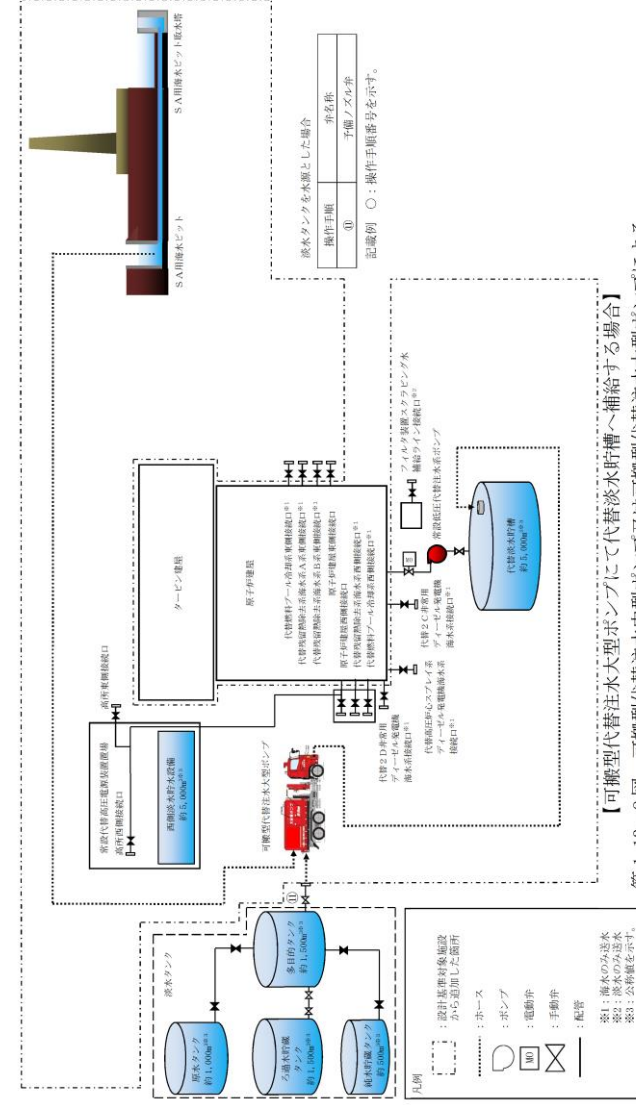 ＳＡ用海水ピット取水塔
ＳＡ用海水ピット
淡水タンクを水源とした場合
操作手順
弁名称
⑪
予備ノズル弁
記載例　○：操作手順番号を示す。
タービン建屋
原子炉建屋
代替燃料プール冷却系東側接続口※1
代替残留熱除去系海水系Ａ系東側接続口※1
代替残留熱除去系海水系Ｂ系東側接続口※1
原子炉建屋東側接続口
原子炉建屋西側接続口
代替残留熱除去系海水系西側接続口※1
代替燃料プール冷却系西側接続口※1
フィルタ装置スクラビング水
補給ライン接続口※2
常設低圧代替注水系ポンプ
代替淡水貯槽
約5,000m³※3
代替２Ｃ非常用
ディーゼル発電機
海水系接続口※1
代替高圧炉心スプレイ系
ディーゼル発電機海水系
接続口※1
代替２Ｄ非常用
ディーゼル発電機
海水系接続口※1
高所東側接続口
常設代替高圧電源装置置場
高所西側接続口
西側淡水貯水設備
約5,000m³※3
可搬型代替注水大型ポンプ
⑪
淡水タンク
多目的タンク
約1,500m³※3
原水タンク
約1,000m³※3
ろ過水貯蔵
タンク
約1,500m³※3
純水貯蔵タンク
約500m³※3
凡例
：設計基準対象施設
から追加した箇所
：ホース
：ポンプ
MO
：電動弁
：手動弁
：配管
※1：海水のみ送水
※2：淡水のみ送水
※3：公称値を示す。
【可搬型代替注水大型ポンプにて代替淡水貯槽へ補給する場合】